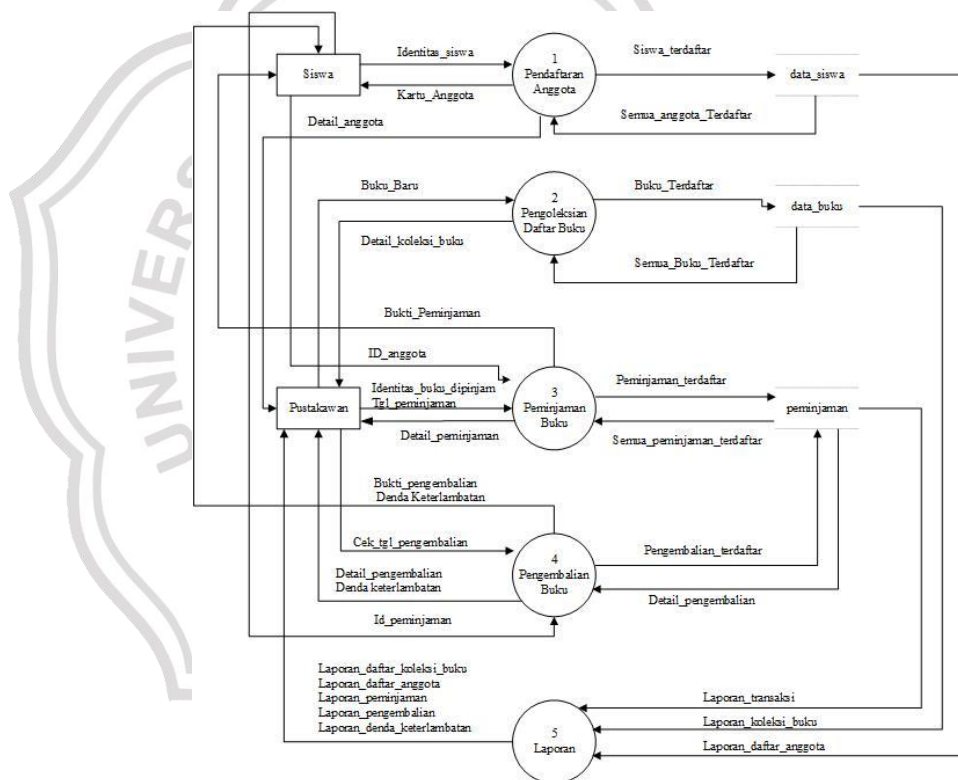 Siswa
Identitas_siswa
Kartu_Anggota
1
Pendaftaran
Anggota
Siswa_terdaftar
data_siswa
Semua_anggota_Terdaftar
Detail_anggota
Buku_Baru
2
Pengoleksian
Daftar Buku
Buku_Terdaftar
data_buku
Detail_koleksi_buku
Semua_Buku_Terdaftar
UNIVERS
Bukti_Peminjaman
ID_anggota
Pustakawan
Identitas_buku_dipinjam
Tgl_peminjaman
Detail_peminjaman
3
Peminjaman
Buku
Peminjaman_terdaftar
peminjaman
Semua_peminjaman_terdaftar
Bukti_pengembalian
Denda Keterlambatan
Cek_tgl_pengembalian
4
Pengembalian
Buku
Pengembalian_terdaftar
Detail_pengembalian
Detail_pengembalian
Denda keterlambatan
Id_peminjaman
Laporan_daftar_koleksi_buku
Laporan_daftar_anggota
Laporan_peminjaman
Laporan_pengembalian
Laporan_denda_keterlambatan
5
Laporan
Laporan_transaksi
Laporan_koleksi_buku
Laporan_daftar_anggota